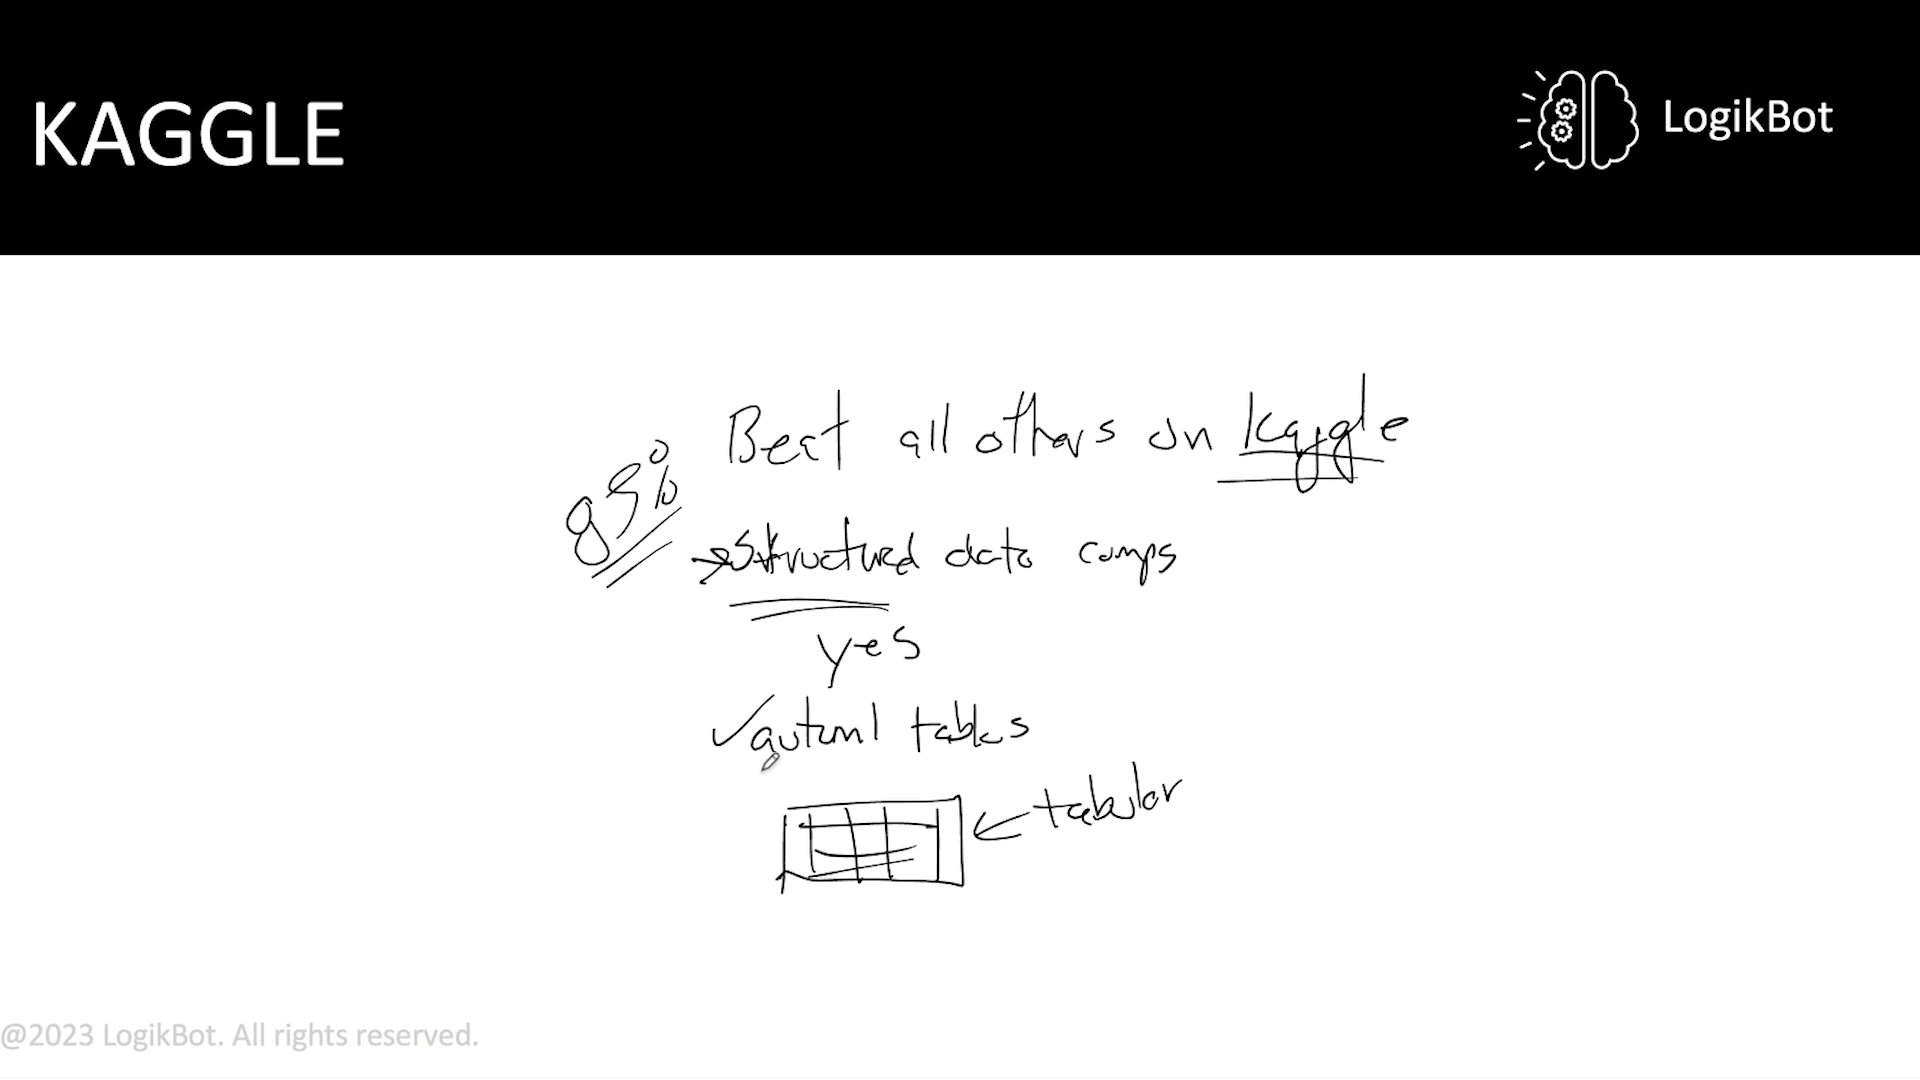 KAGGLE
LogikBot
Beat all others on Kaggle
85%
Structured data comps
yes
automl tables
tabular
@2023 LogikBot. All rights reserved.